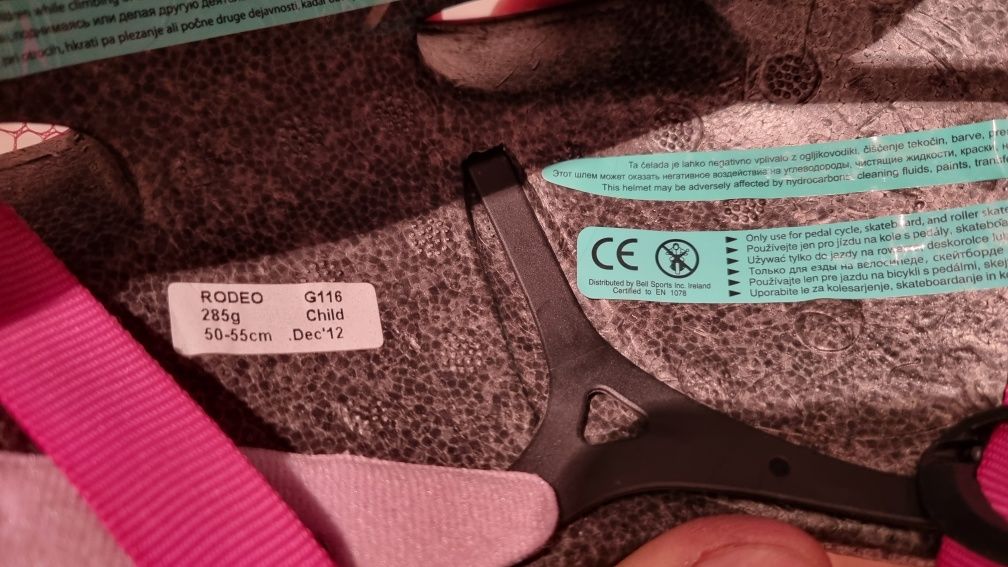 while climbing
или делая другую
hkrati pa plezanje ali počne druge dejavnosti, kadar
Ta čelada je lahko negativno vplivalo z ogljikovodiki, čiščenje tekočin, barve,
Этот шлем может оказать негативное воздействие на углеводороды, чистящие жидкости, краски,
This helmet may be adversely affected by hydrocarbons, cleaning fluids, paints,
CE
Distributed by Bell Sports Inc. Ireland
Certified to EN 1078
Only use for pedal cycle, skateboard, and roller skate
Používejte jen pro jízdu na kole s pedály,
Używać tylko do jazdy na deskorolce lub
Только для езды на велосипеде, скейтборде
Používajte len pre jazdu na bicykli s pedálmi,
Uporabite le za kolesarjenje, skateboardanje in
RODEO G116
285g Child
50-55cm .Dec'12